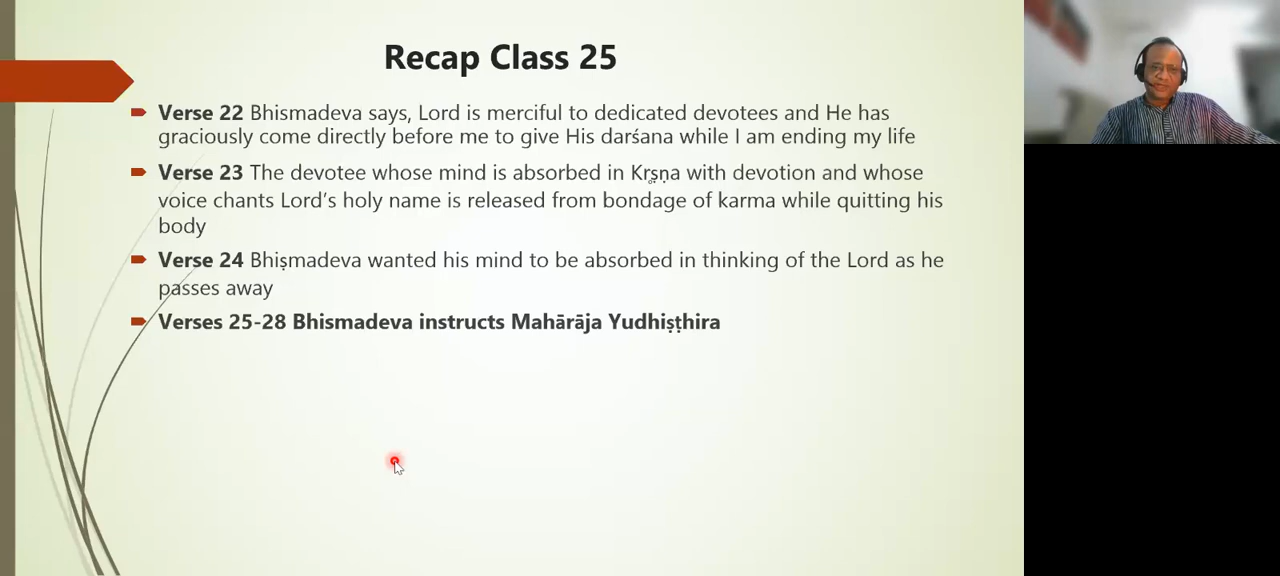 Recap Class 25
Verse 22 Bhismadeva says, Lord is merciful to dedicated devotees and He has
graciously come directly before me to give His darśana while I am ending my life
Verse 23 The devotee whose mind is absorbed in Kṛṣṇa with devotion and whose
voice chants Lord's holy name is released from bondage of karma while quitting his
body
Verse 24 Bhiṣmadeva wanted his mind to be absorbed in thinking of the Lord as he
passes away
Verses 25-28 Bhismadeva instructs Mahārāja Yudhiṣṭhira